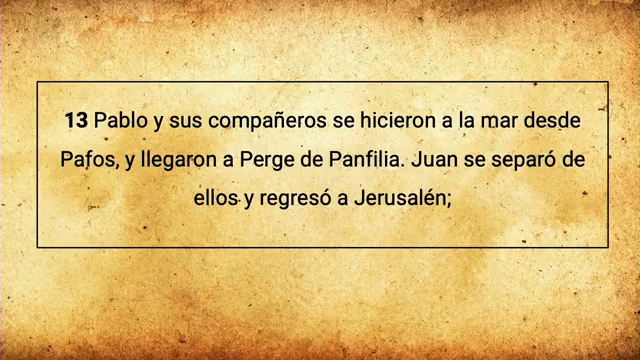 13 Pablo y sus compañeros se hicieron a la mar desde
Pafos, y llegaron a Perge de Panfilia. Juan se separó de
ellos y regresó a Jerusalén;